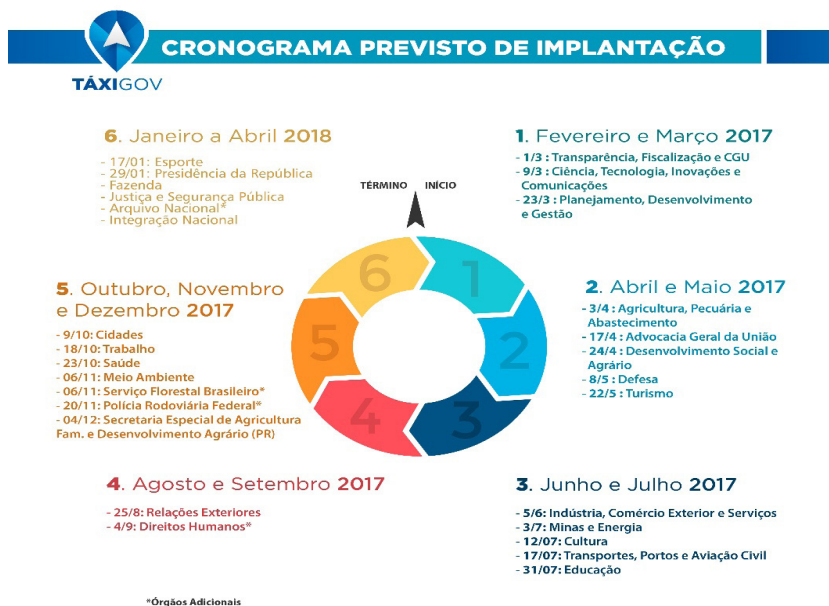 CRONOGRAMA PREVISTO DE IMPLANTAÇÃO
TÁXIGOV
6. Janeiro a Abril 2018
- 17/01: Esporte
- 29/01: Presidência da República
- Fazenda
- Justiça e Segurança Pública
- Arquivo Nacional*
- Integração Nacional
1. Fevereiro e Março 2017
- 1/3 : Transparência, Fiscalização e CGU
- 9/3 : Ciência, Tecnologia, Inovações e
Comunicações
- 23/3 : Planejamento, Desenvolvimento
e Gestão
TÉRMINO INÍCIO
6
1
5
2
4
3
5. Outubro, Novembro
e Dezembro 2017
- 9/10: Cidades
- 18/10: Trabalho
- 23/10: Saúde
- 06/11: Meio Ambiente
- 06/11: Serviço Florestal Brasileiro*
- 20/11: Polícia Rodoviária Federal*
- 04/12: Secretaria Especial de Agricultura
Fam. e Desenvolvimento Agrário (PR)
2. Abril e Maio 2017
- 3/4 : Agricultura, Pecuária e
Abastecimento
- 17/4 : Advocacia Geral da União
- 24/4 : Desenvolvimento Social e
Agrário
- 8/5 : Defesa
- 22/5 : Turismo
4. Agosto e Setembro 2017
- 25/8: Relações Exteriores
- 4/9: Direitos Humanos*
3. Junho e Julho 2017
- 5/6: Indústria, Comércio Exterior e Serviços
- 3/7: Minas e Energia
- 12/07: Cultura
- 17/07: Transportes, Portos e Aviação Civil
- 31/07: Educação
*Órgãos Adicionais